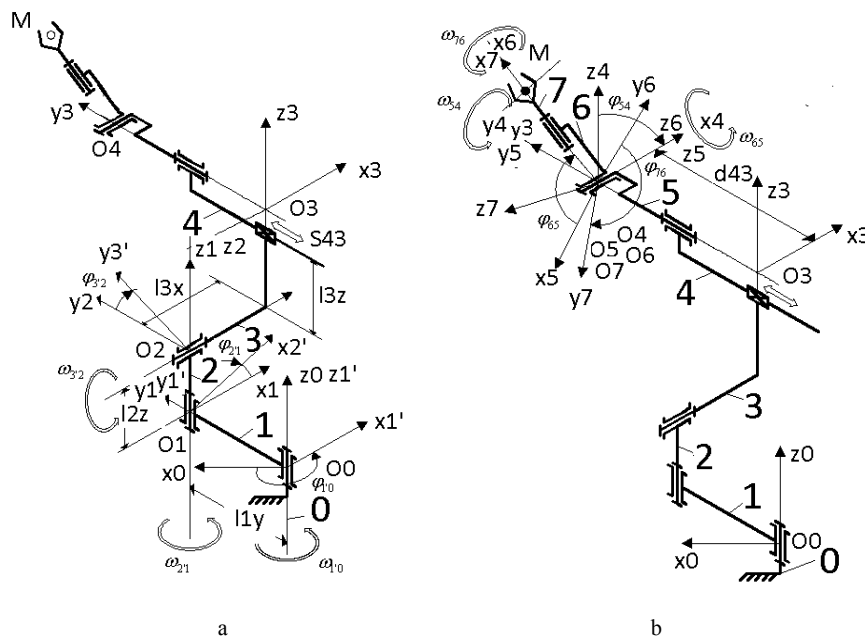 M
y3
O4
z3
x3
4
O3
S43
z1 z2
y3'
φ3'2
y2
l3x
l3z
O2
3
φ2'1
x2'
ω3'2
2
y1 y1'
x1
z0 z1'
l2z
x1'
O1
1
x0
O0
φ1'0
l1y
0
ω2'1
ω1'0
a
ω76
x6
x7
M
7
z4
y6
6
φ54
ω54
y4
y3
z6
x4
y5
z5
ω65
φ76
d43
z7
5
z3
φ65
x3
O4
O5 O6
O7
x5
y7
O3
4
3
2
z0
1
O0
x0
0
b